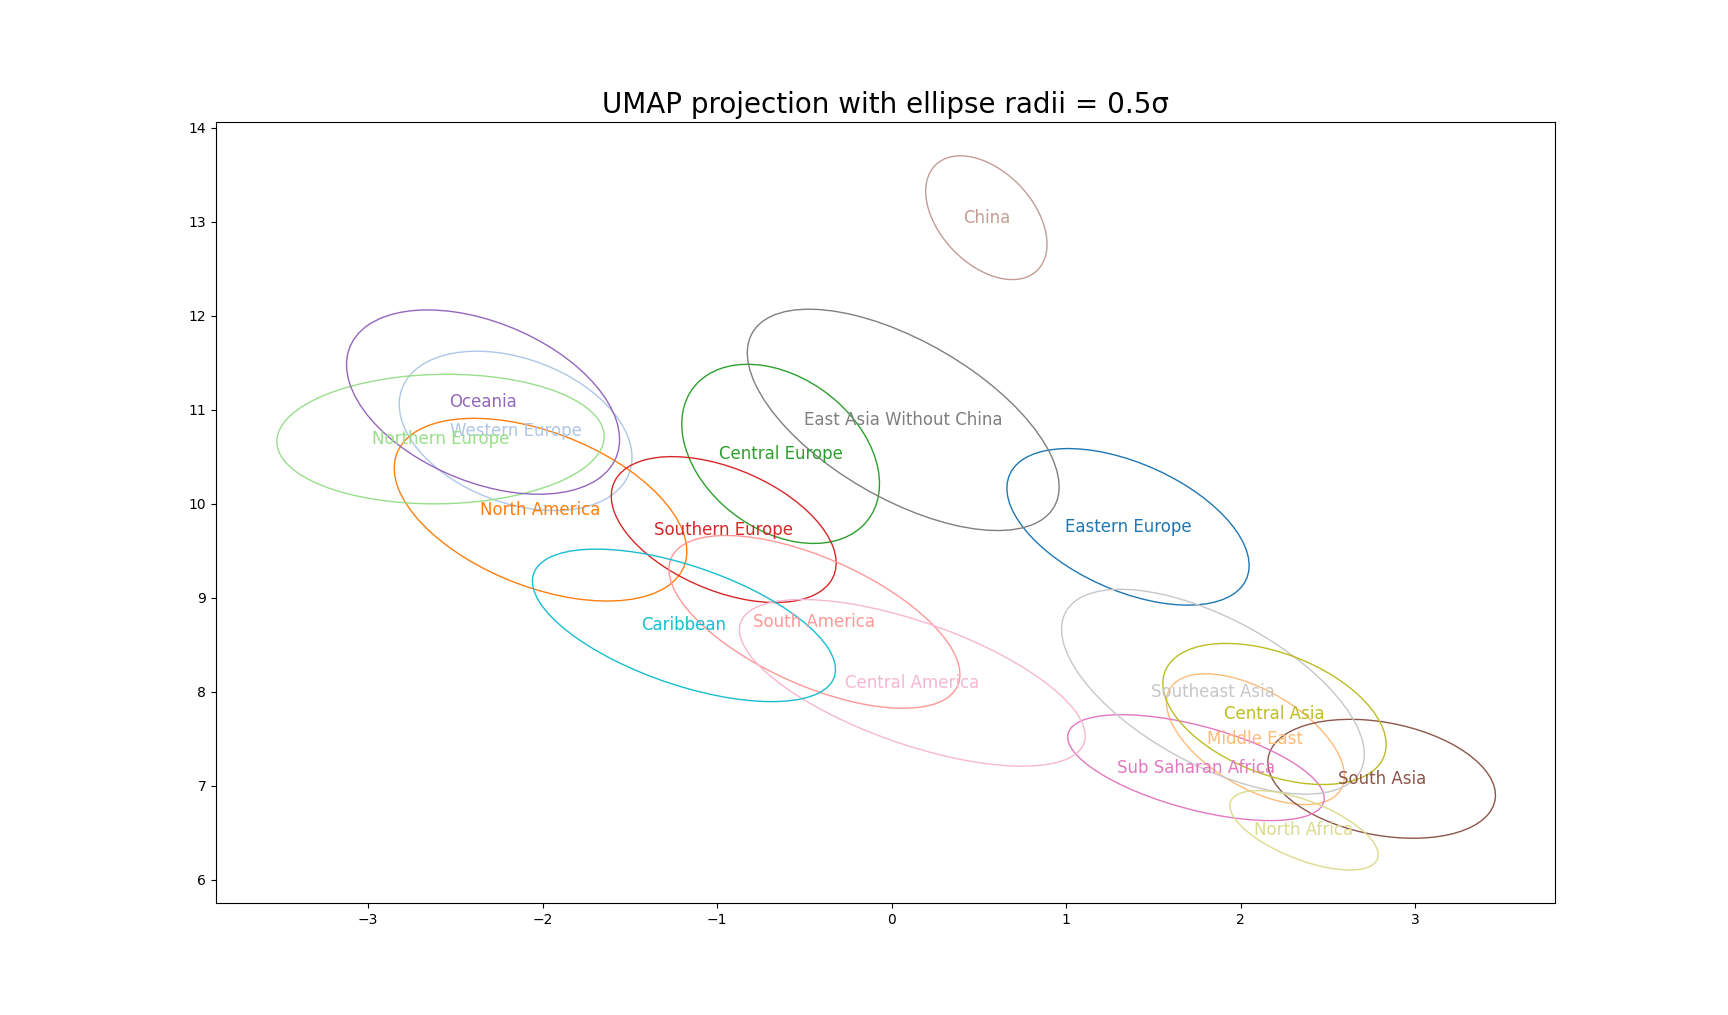 UMAP projection with ellipse radii = 0.5σ
14
13
12
11
10
9
8
7
6
China
Oceania
East Asia Without China
Western Europe
Northern Europe
Central Europe
North America
Southern Europe
Eastern Europe
South America
Caribbean
Central America
Southeast Asia
Central Asia
Middle East
Sub Saharan Africa
South Asia
North Africa
−3
−2
−1
0
1
2
3